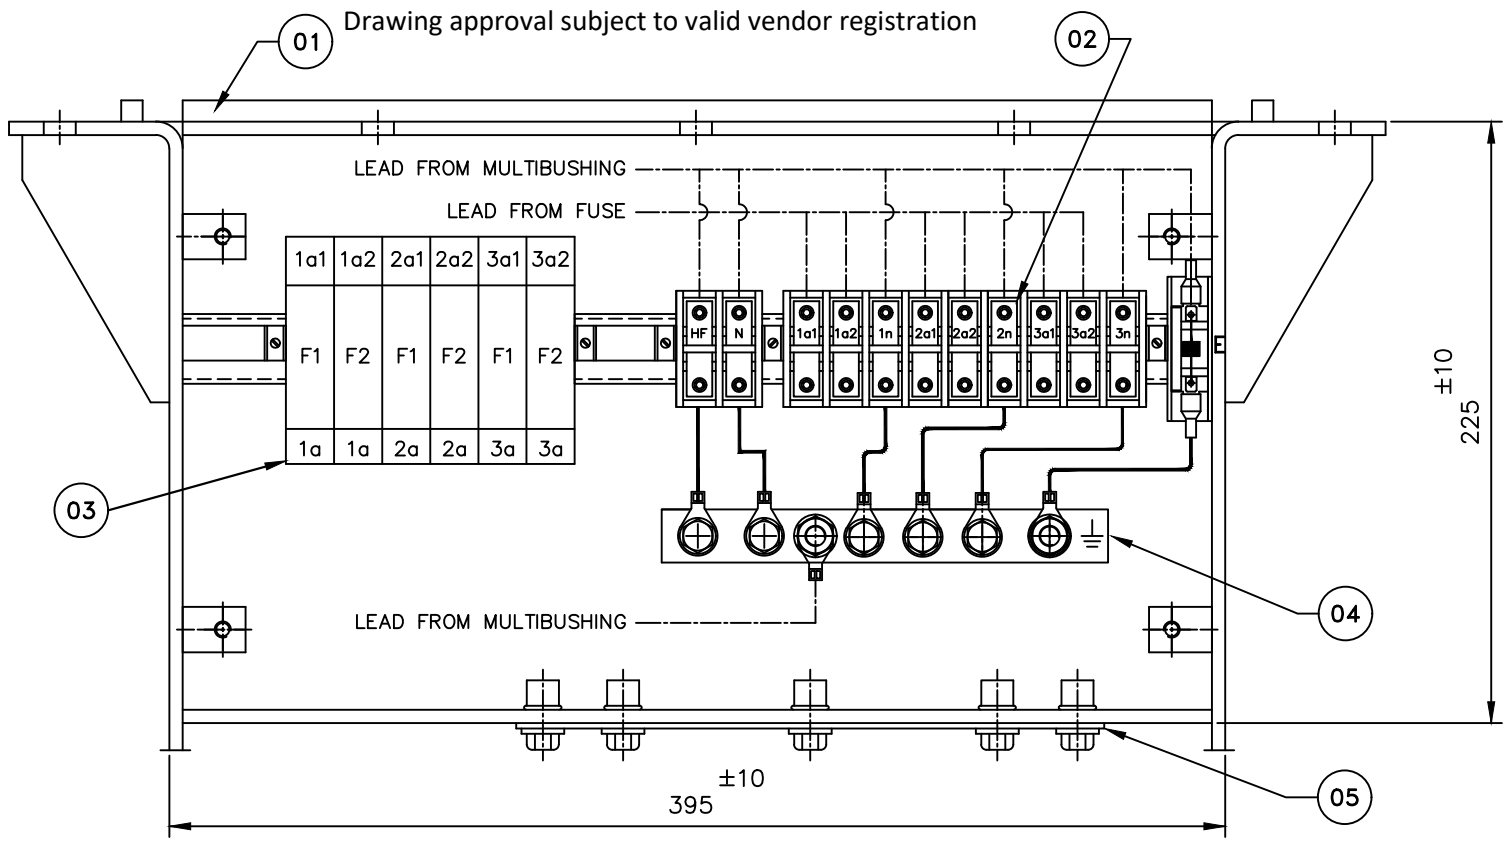 Drawing approval subject to valid vendor registration
01
02
LEAD FROM MULTIBUSHING
LEAD FROM FUSE
1a1 1a2 2a1 2a2 3a1 3a2
HF N 1a1 1a2 1n 2a1 2a2 2n 3a1 3a2 3n
F1 F2 F1 F2 F1 F2
E
±10
225
1a 1a 2a 2a 3a 3a
03
04
LEAD FROM MULTIBUSHING
05
±10
395